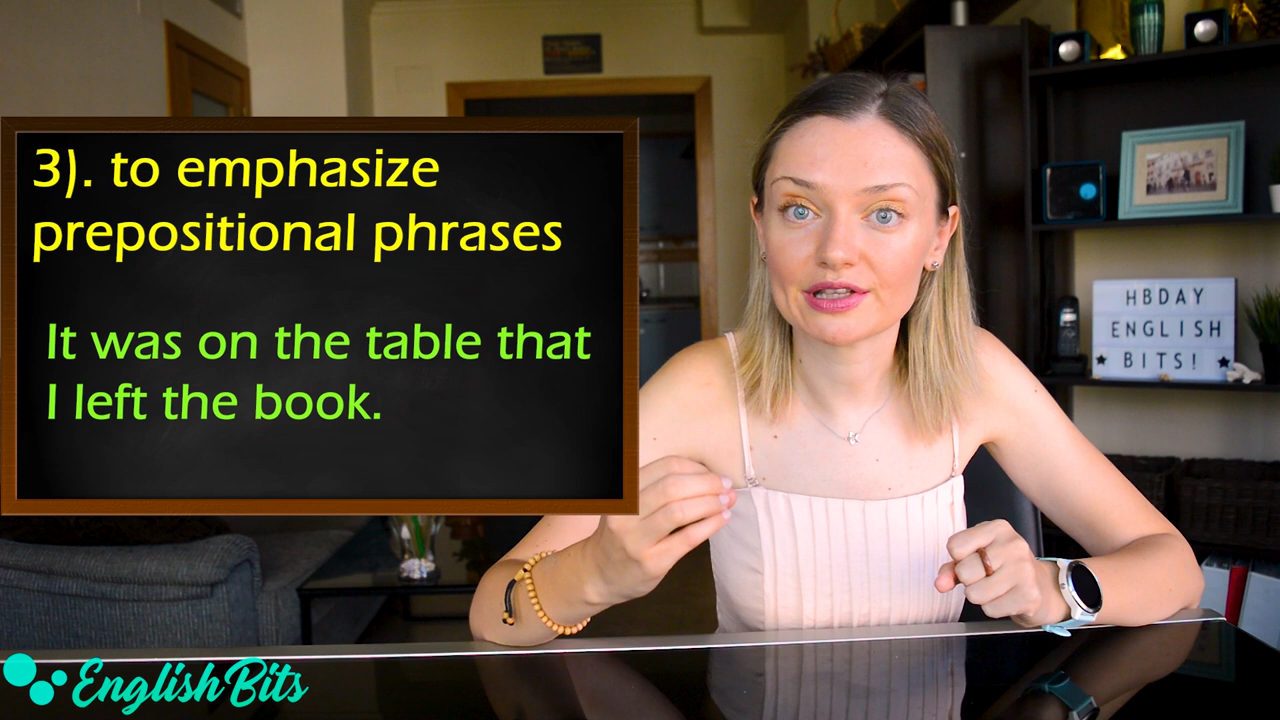 3). to emphasize
prepositional phrases
It was on the table that
I left the book.
HBDAY
ENGLISH
BITS!
EnglishBits